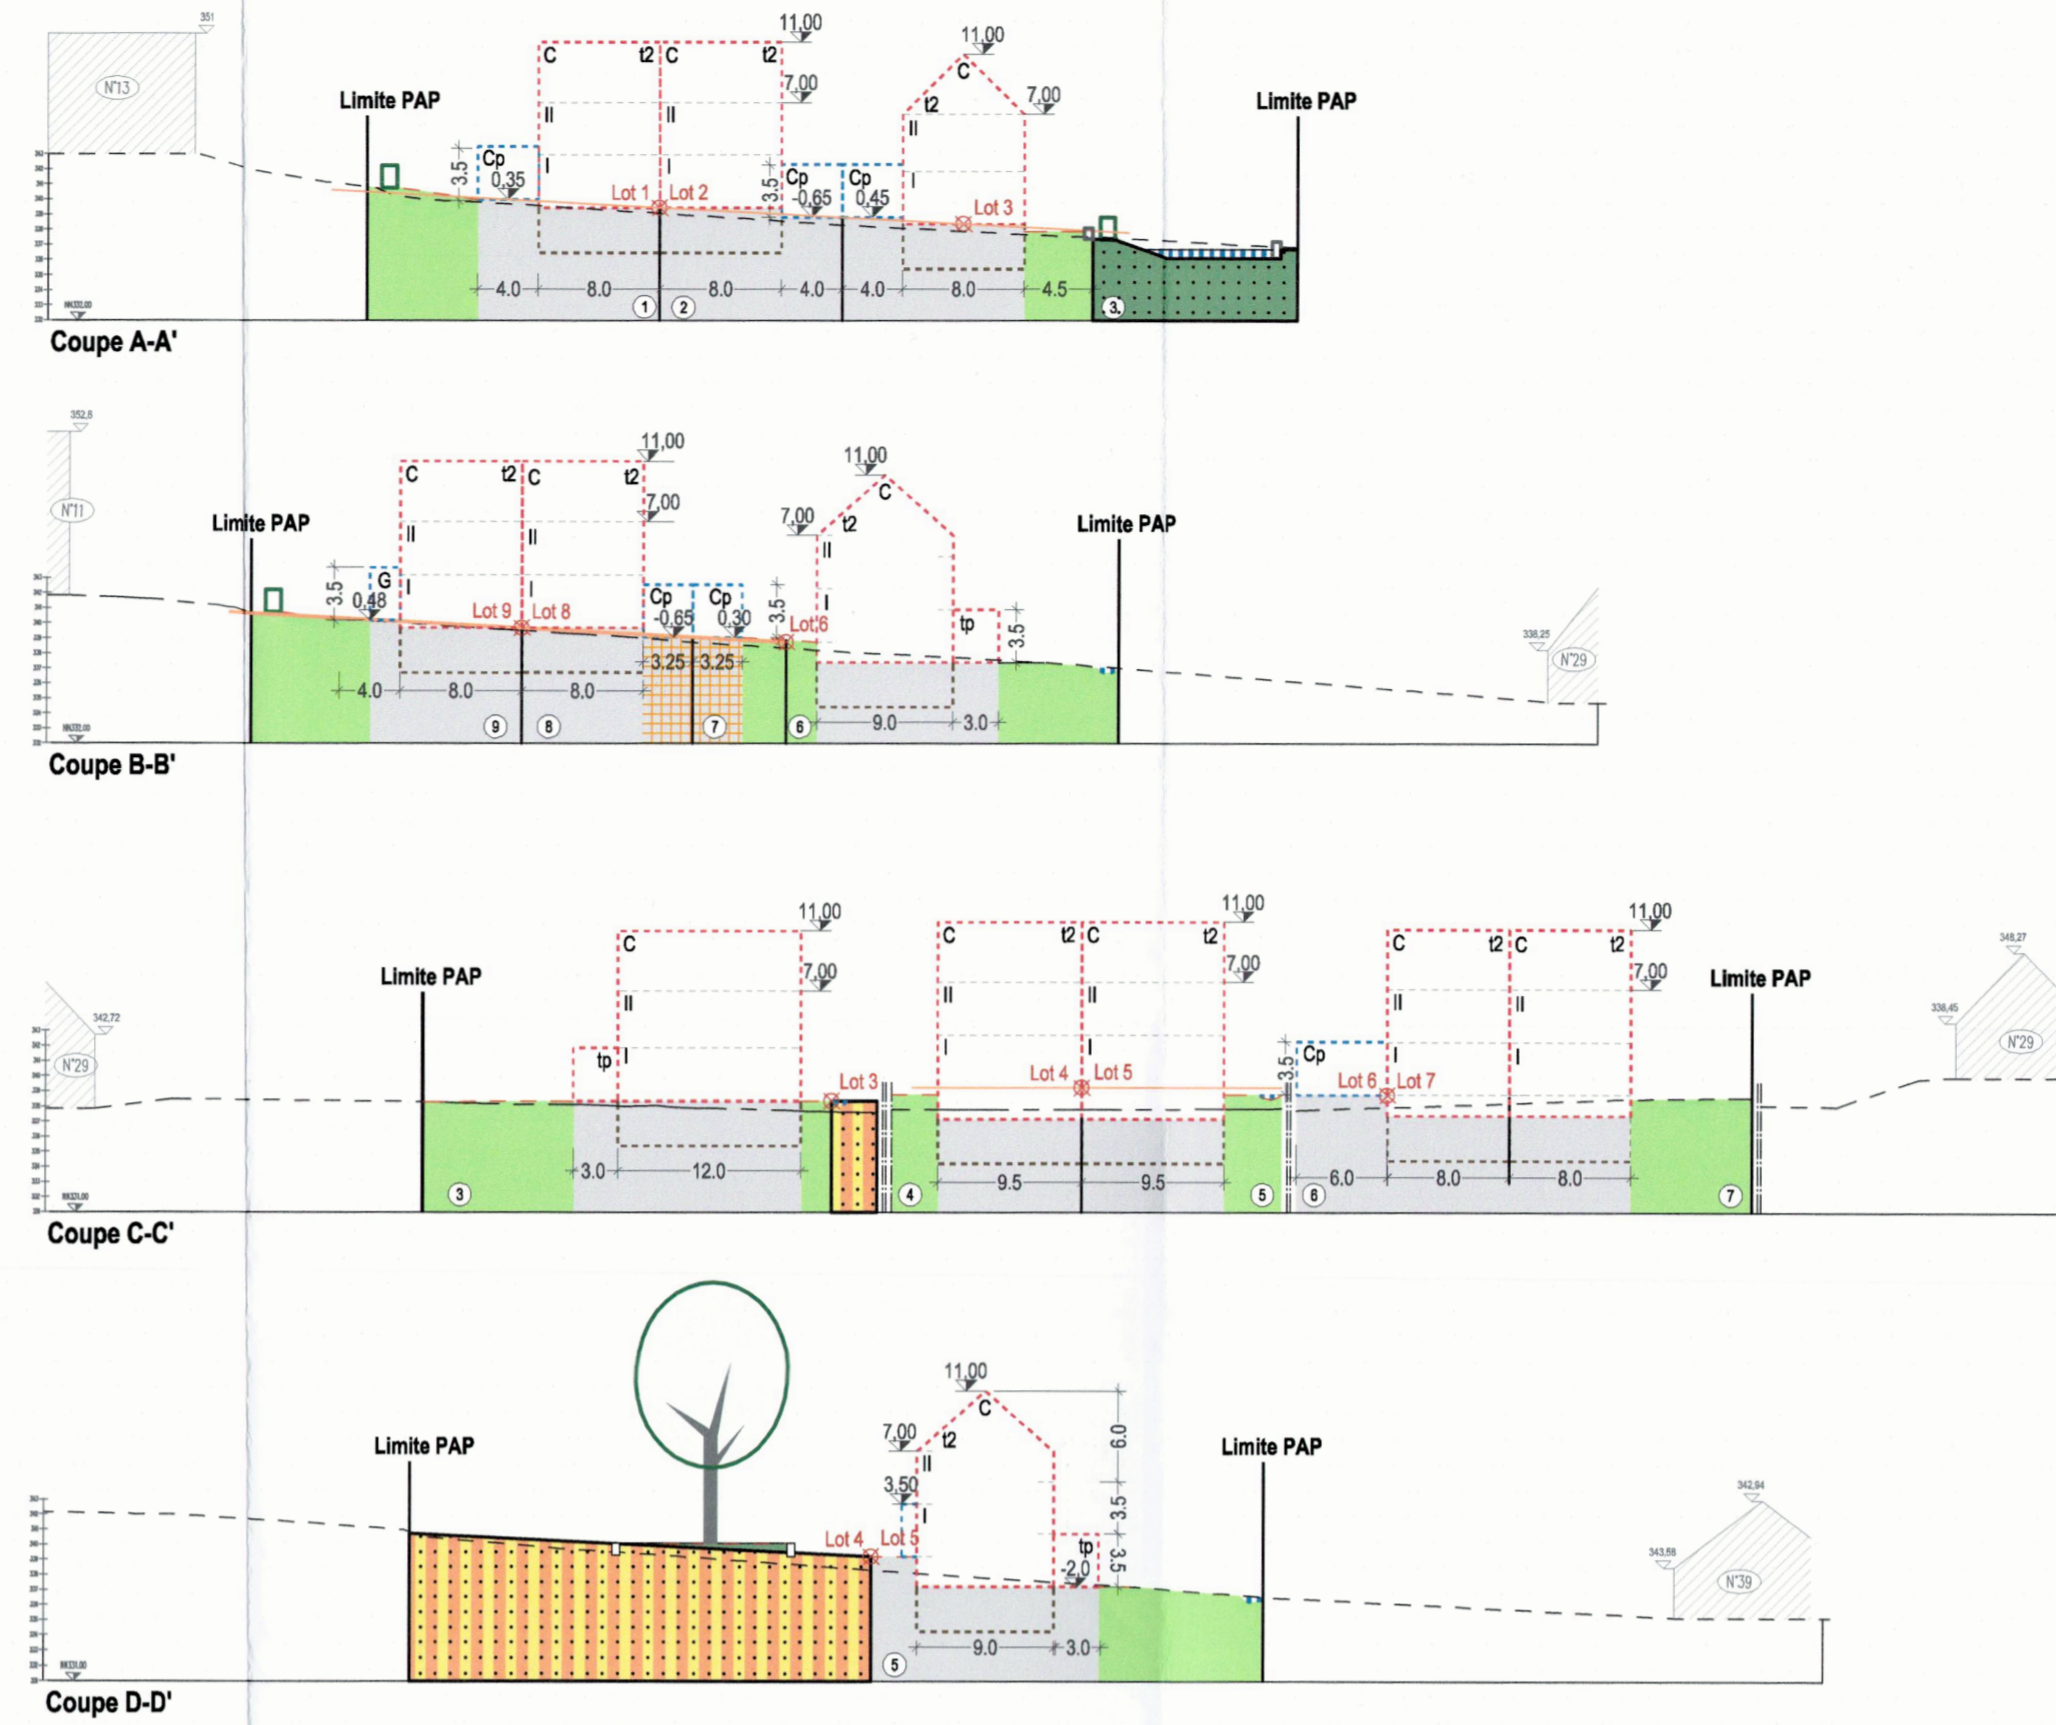 351
N°13
11,00
11,00
C t2 C t2
C
7,00
7,00
Limite PAP
Limite PAP
t2
II II
II
3.5
Cp
0,35
I I
3.5
Cp
-0,65
Cp
0,45
I
Lot 1 Lot 2
Lot 3
4.0 8.0 8.0 4.0 4.0 8.0 4.5
1 2 3.
Coupe A-A'
352,8
N°11
11,00
11,00
C t2 C t2
C
7,00
7,00
Limite PAP
Limite PAP
t2
II II
II
3.5
G
0,48
I I
Cp
-0,65
Cp
0,30
3.5
I
Lot 9 Lot 8
Lot 6
tp
3.5
338,25
N°29
3.25 3.25
4.0 8.0 8.0
9.0 3.0
9 8 7 6
Coupe B-B'
11,00
11,00
11,00
C
C t2 C t2
C t2 C t2
348,27
7,00
7,00
7,00
Limite PAP
Limite PAP
342,72
338,45
II
II II
II II
N°29
N°29
tp I
I I
3.5
Cp
I I
Lot 3
Lot 4 Lot 5
Lot 6 Lot 7
3.0 12.0
9.5 9.5
6.0 8.0 8.0
3 4 5 6 7
Coupe C-C'
11,00
C
7,00
t2
6.0
Limite PAP
Limite PAP
II
3,50
I
3.5
342,94
Lot 4 Lot 5
tp
-2,0
3.5
343,58
N°39
9.0 3.0
5
Coupe D-D'